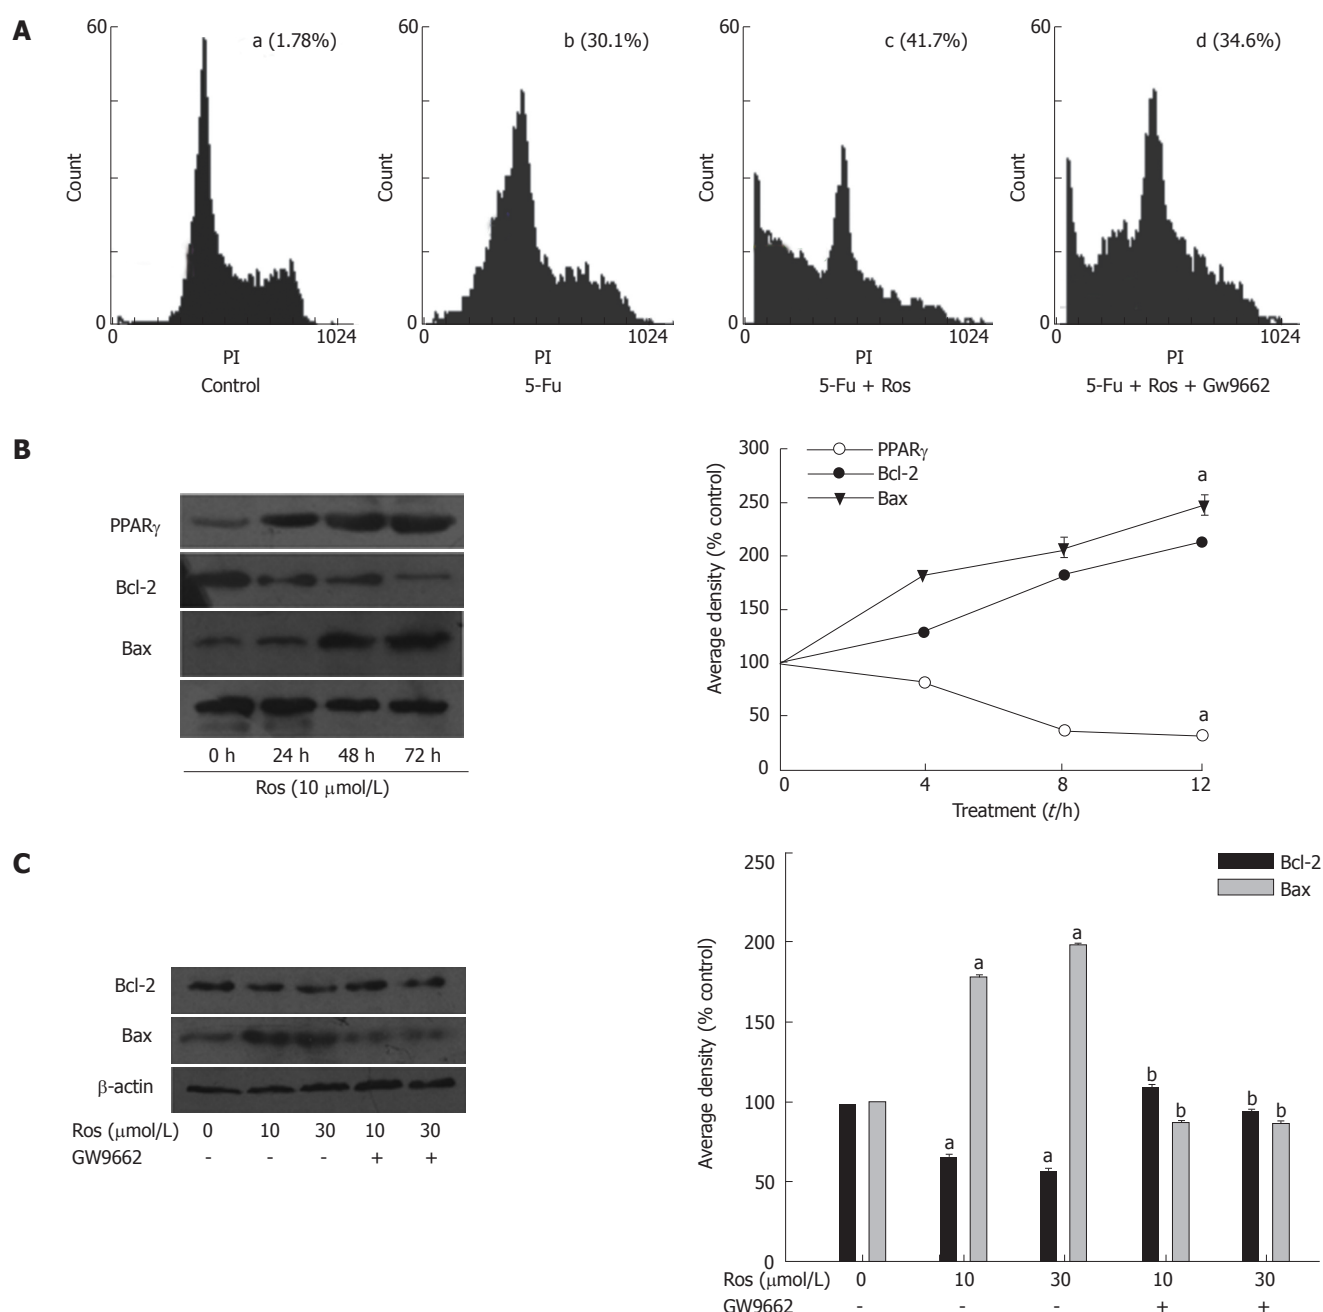 A
60 a (1.78%) 60 b (30.1%) 60 c (41.7%) 60 d (34.6%)
Count Count Count Count
0 0 0 0
0 1024 0 1024 0 1024 0 1024
PI PI PI PI
Control 5-Fu 5-Fu + Ros 5-Fu + Ros + Gw9662
B
PPARγ
Bcl-2
Bax
0 h 24 h 48 h 72 h
Ros (10 μmol/L)
300
250
200
150
100
50
0
Average density (% control)
PPARγ
Bcl-2
Bax
a
a
0 4 8 12
Treatment (t/h)
C
Bcl-2
Bax
β-actin
Ros (μmol/L) 0 10 30 10 30
GW9662 - - - + +
250
200
150
100
50
0
Average density (% control)
Bcl-2
Bax
a a a a b b b b
Ros (μmol/L) 0 10 30 10 30
GW9662 - - - + +